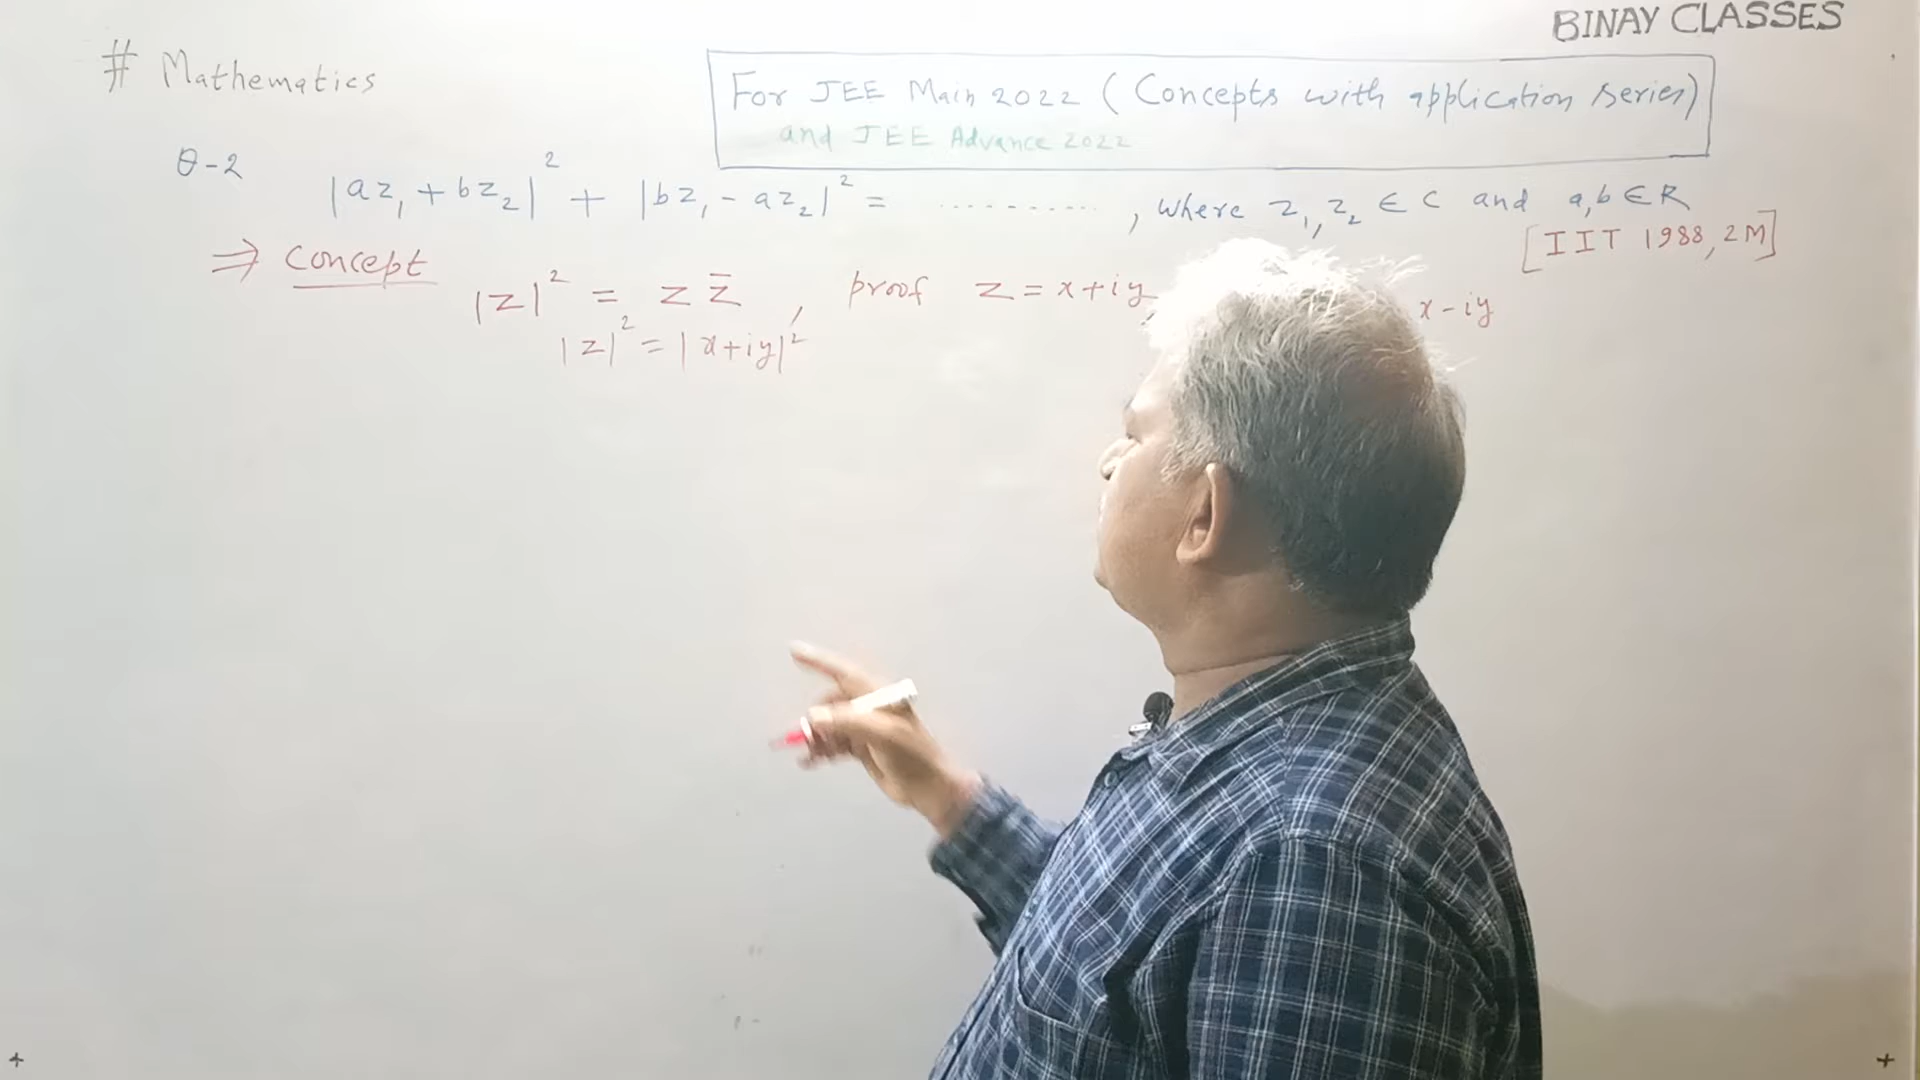 BINAY CLASSES
# Mathematics
For JEE Main 2022 (Concepts with application series)
and JEE Advance 2022
Q-2
|az₁ + bz₂|² + |bz₁ - az₂|² = .......... , where z₁, z₂ ∈ C and a,b ∈ R
[IIT 1988, 2M]
⇒ Concept
|z|² = z z̄ , proof z = x+iy x-iy
|z|² = |x+iy|²